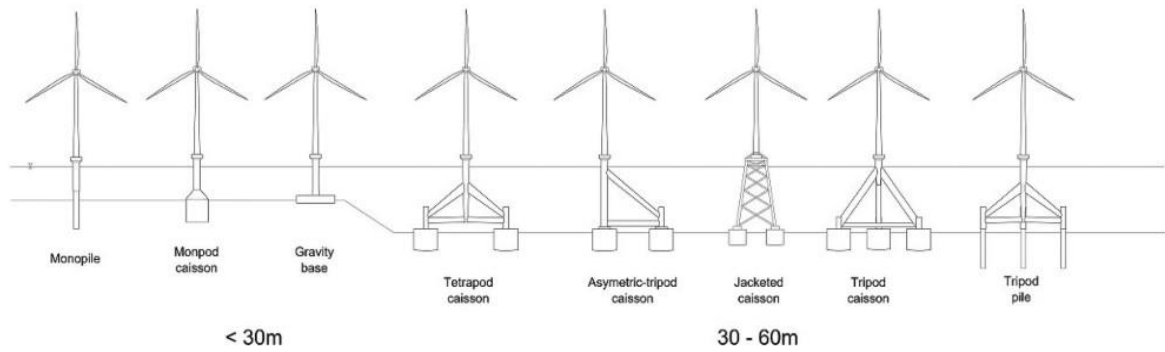 Monopile
Monpod
caisson
Gravity
base
Tetrapod
caisson
Asymetric-tripod
caisson
Jacketed
caisson
Tripod
caisson
Tripod
pile
< 30m
30 - 60m